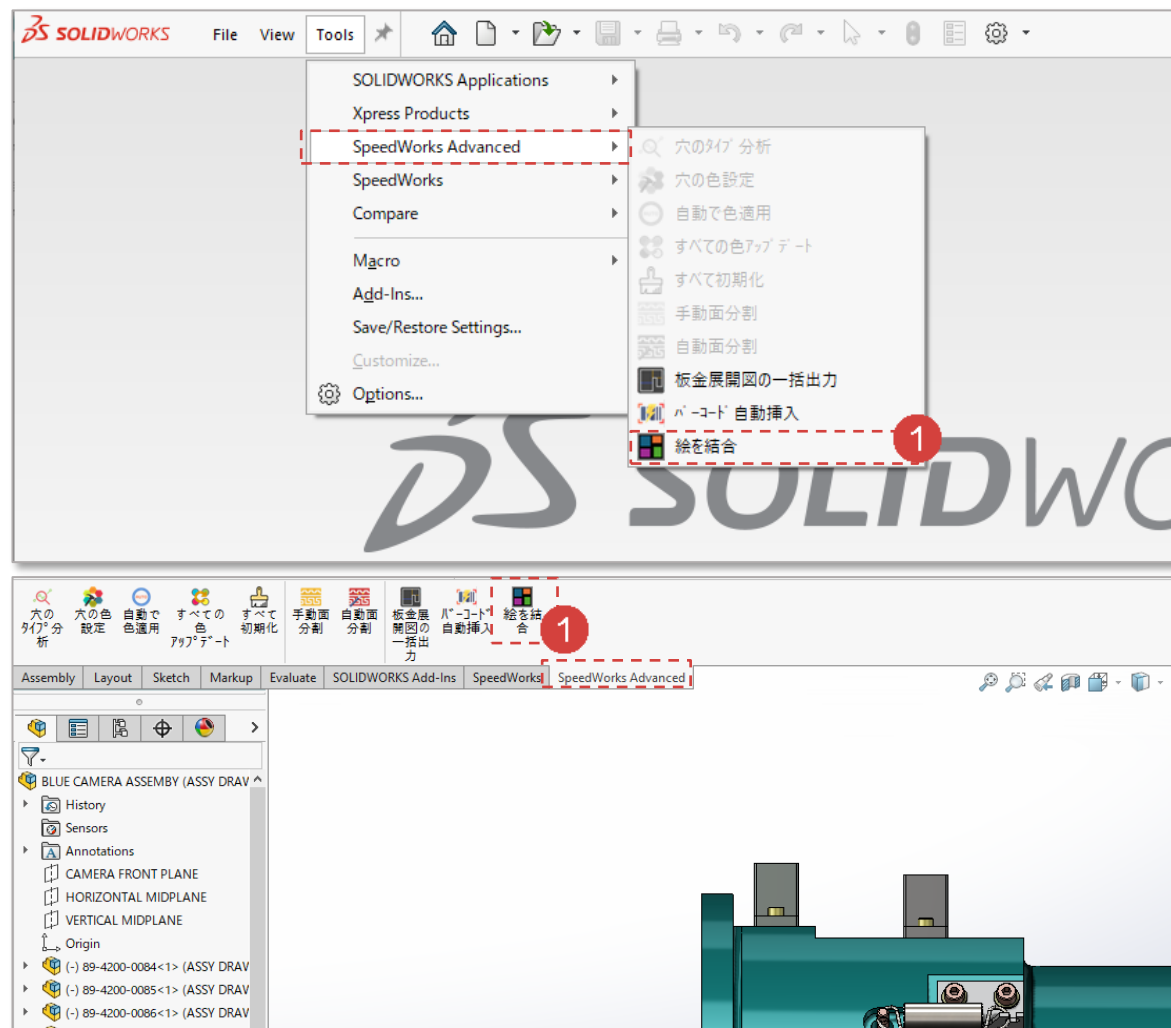 SOLIDWORKS File View Tools
SOLIDWORKS Applications
Xpress Products
SpeedWorks Advanced
SpeedWorks
Compare
Macro
Add-Ins...
Save/Restore Settings...
Customize...
Options...
穴のﾀｲﾌﾟ分析
穴の色設定
自動で色適用
すべての色ｱｯﾌﾟﾃﾞｰﾄ
すべて初期化
手動面分割
自動面分割
板金展開図の一括出力
ﾊﾞｰｺｰﾄﾞ自動挿入
絵を結合
1
SOLIDWO
穴の
ﾀｲﾌﾟ分
析
穴の色
設定
自動で
色適用
すべての
色
ｱｯﾌﾟﾃﾞｰﾄ
すべて
初期化
手動面
分割
自動面
分割
板金展
開図の
一括出
力
ﾊﾞｰｺｰﾄﾞ
自動挿入
絵を結
合
1
Assembly Layout Sketch Markup Evaluate SOLIDWORKS Add-Ins SpeedWorks SpeedWorks Advanced
BLUE CAMERA ASSEMBY (ASSY DRAV
History
Sensors
Annotations
CAMERA FRONT PLANE
HORIZONTAL MIDPLANE
VERTICAL MIDPLANE
Origin
(-) 89-4200-0084<1> (ASSY DRAV
(-) 89-4200-0085<1> (ASSY DRAV
(-) 89-4200-0086<1> (ASSY DRAV